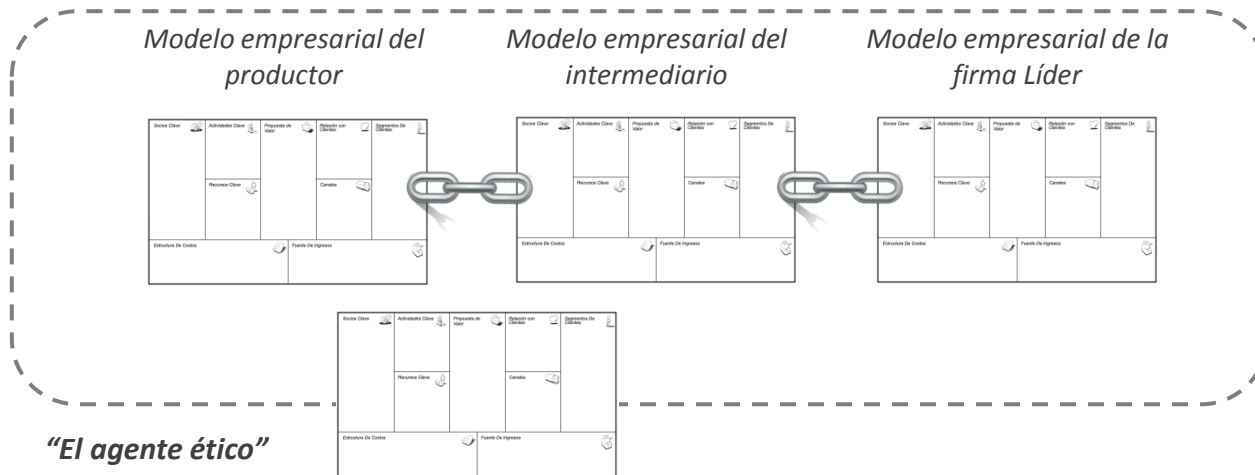 Modelo empresarial del
productor
Modelo empresarial del
intermediario
Modelo empresarial de la
firma Líder
Socios Clave
Actividades Clave
Propuesta de
Valor
Relación con
Clientes
Segmentos De
Clientes
Recursos Clave
Canales
Estructura De Costos
Fuente De Ingresos
Socios Clave
Actividades Clave
Propuesta de
Valor
Relación con
Clientes
Segmentos De
Clientes
Recursos Clave
Canales
Estructura De Costos
Fuente De Ingresos
Socios Clave
Actividades Clave
Propuesta de
Valor
Relación con
Clientes
Segmentos De
Clientes
Recursos Clave
Canales
Estructura De Costos
Fuente De Ingresos
Socios Clave
Actividades Clave
Propuesta de
Valor
Relación con
Clientes
Segmentos De
Clientes
Recursos Clave
Canales
Estructura De Costos
Fuente De Ingresos
“El agente ético”